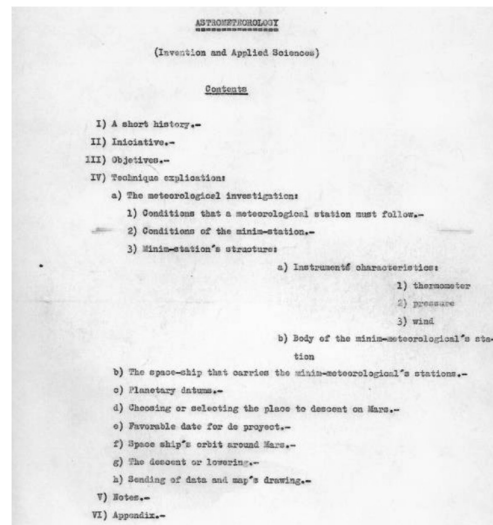 ASTROMETEOROLOGY
(Invention and Applied Sciences)
Contents
I) A short history.-
II) Iniciative.-
III) Objetives.-
IV) Technique explication:
a) The meteorological investigation:
1) Conditions that a meteorological station must follow.-
2) Conditions of the minim-station.-
3) Minim-station"s structure:
a) Instruments characteristics:
1) thermometer
2) pressure
3) wind
b) Body of the minim-meteorological"s sta-
tion
b) The space-ship that carries the minim-meteorological"s stations.-
c) Planetary datums.-
d) Choosing or selecting the place to descent on Mars.-
e) Favorable date for de proyect.-
f) Space ship"s orbit around Mars.-
g) The descent or lowering.-
h) Sending of data and map"s drawing.-
V) Notes.-
VI) Appendix.-